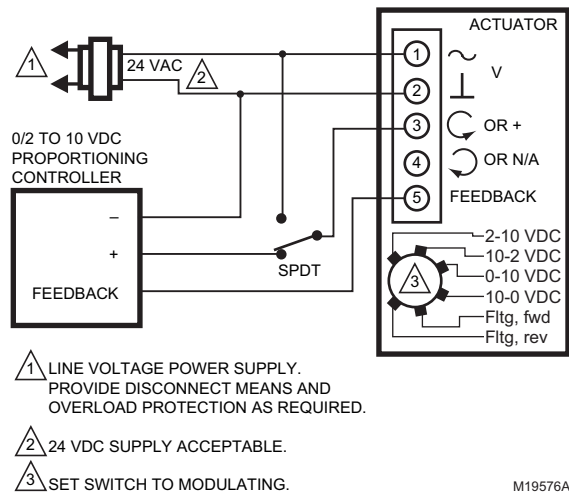 ACTUATOR
1
24 VAC
2
1
V
2
3
OR +
4
OR N/A
5
FEEDBACK
0/2 TO 10 VDC
PROPORTIONING
CONTROLLER
–
+
FEEDBACK
SPDT
3
2-10 VDC
10-2 VDC
0-10 VDC
10-0 VDC
Fltg, fwd
Fltg, rev
1 LINE VOLTAGE POWER SUPPLY.
PROVIDE DISCONNECT MEANS AND
OVERLOAD PROTECTION AS REQUIRED.
2 24 VDC SUPPLY ACCEPTABLE.
3 SET SWITCH TO MODULATING.
M19576A